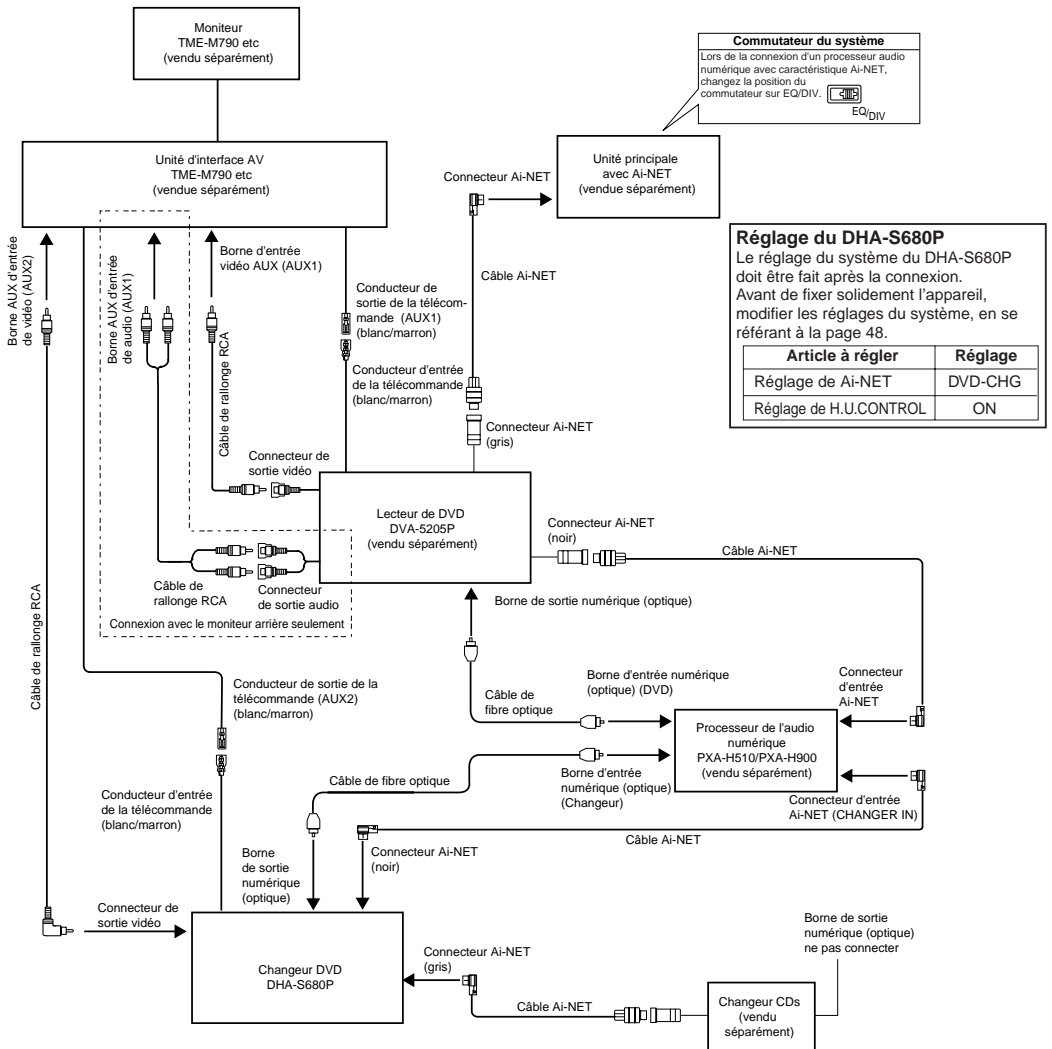 Moniteur
TME-M790 etc
(vendu séparément)
Commutateur du système
Lors de la connexion d'un processeur audio
numérique avec caractéristique Ai-NET,
changez la position du
commutateur sur EQ/DIV.
EQ/DIV
Unité d'interface AV
TME-M790 etc
(vendue séparément)
Connecteur Ai-NET
Unité principale
avec Ai-NET
(vendue séparément)
Borne AUX d'entrée
de vidéo (AUX2)
Borne AUX d'entrée
de audio (AUX1)
Borne d'entrée
vidéo AUX (AUX1)
Câble de rallonge RCA
Conducteur de
sortie de la télécom-
mande (AUX1)
(blanc/marron)
Conducteur d'entrée
de la télécommande
(blanc/marron)
Câble Ai-NET
Connecteur Ai-NET
(gris)
Réglage du DHA-S680P
Le réglage du système du DHA-S680P
doit être fait après la connexion.
Avant de fixer solidement l'appareil,
modifier les réglages du système, en se
référant à la page 48.
Article à régler Réglage
Réglage de Ai-NET DVD-CHG
Réglage de H.U.CONTROL ON
Connecteur de
sortie vidéo
Lecteur de DVD
DVA-5205P
(vendu séparément)
Connecteur Ai-NET
(noir)
Câble Ai-NET
Câble de
rallonge RCA
Connecteur
de sortie audio
Connexion avec le moniteur arrière seulement
Borne de sortie numérique (optique)
Câble de rallonge RCA
Conducteur de sortie de la
télécommande (AUX2)
(blanc/marron)
Câble de
fibre optique
Borne d'entrée numérique
(optique) (DVD)
Connecteur
d'entrée
Ai-NET
Processeur de l'audio
numérique
PXA-H510/PXA-H900
(vendu séparément)
Câble de fibre optique
Borne d'entrée
numérique (optique)
(Changeur)
Connecteur d'entrée
Ai-NET (CHANGER IN)
Conducteur d'entrée
de la télécommande
(blanc/marron)
Câble Ai-NET
Borne
de sortie
numérique
(optique)
Connecteur Ai-NET
(noir)
Connecteur de
sortie vidéo
Changeur DVD
DHA-S680P
Connecteur Ai-NET
(gris)
Câble Ai-NET
Borne de sortie
numérique (optique)
ne pas connecter
Changeur CDs
(vendu
séparément)